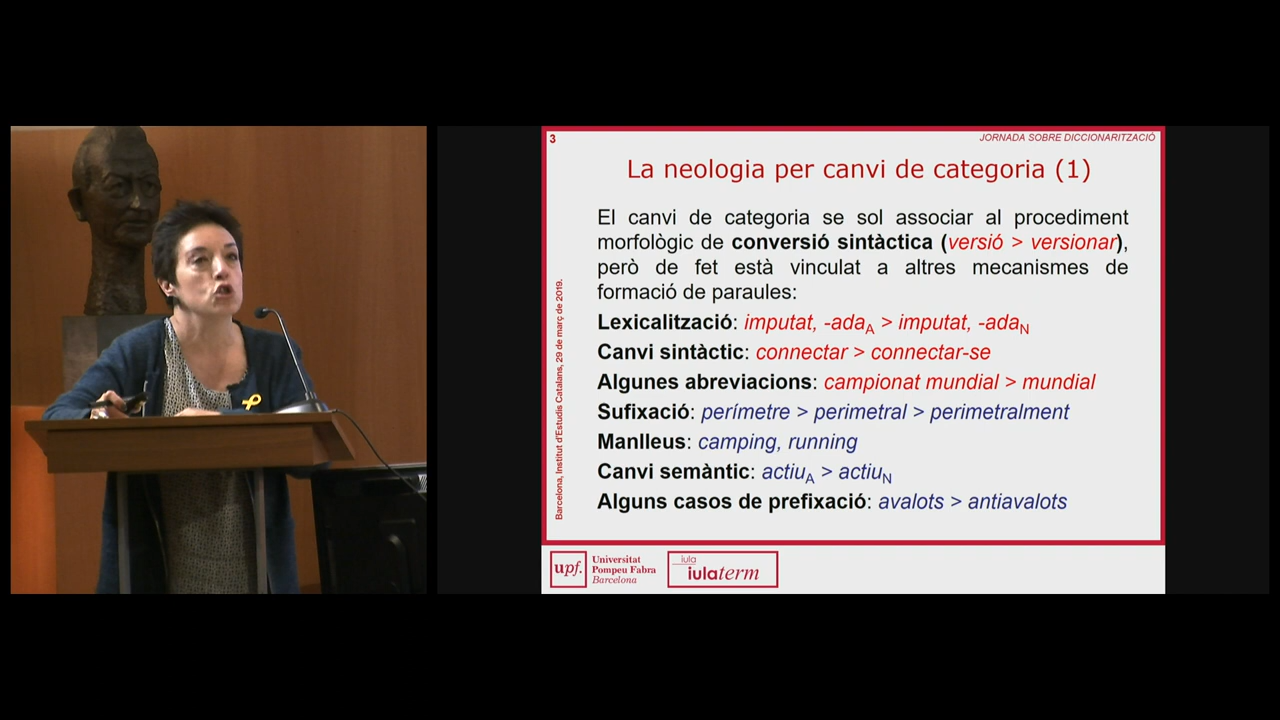 3
JORNADA SOBRE DICCIONARITZACIÓ
La neologia per canvi de categoria (1)
El canvi de categoria se sol associar al procediment
morfològic de conversió sintàctica (versió > versionar),
però de fet està vinculat a altres mecanismes de
formació de paraules:
Lexicalització: imputat, -adaA > imputat, -adaN
Canvi sintàctic: connectar > connectar-se
Algunes abreviacions: campionat mundial > mundial
Sufixació: perímetre > perimetral > perimetralment
Manlleus: camping, running
Canvi semàntic: actiuA > actiuN
Alguns casos de prefixació: avalots > antiavalots
Barcelona, Institut d'Estudis Catalans, 29 de març de 2019.
upf.
Universitat
Pompeu Fabra
Barcelona
iula
iulaterm